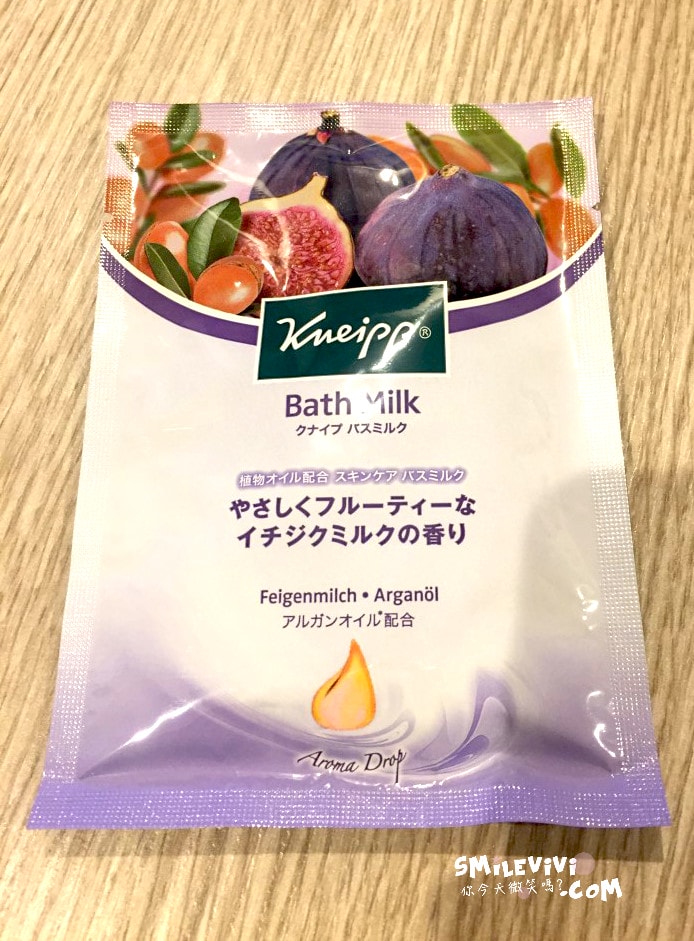 Kneipp®
Bath Milk
クナイプ バスミルク
植物オイル配合 スキンケア バスミルク
やさしくフルーティーな
イチジクミルクの香り
Feigenmilch • Arganöl
アルガンオイル*配合
Aroma Drop
SMiLEViVi
你今天微笑嗎?.COM